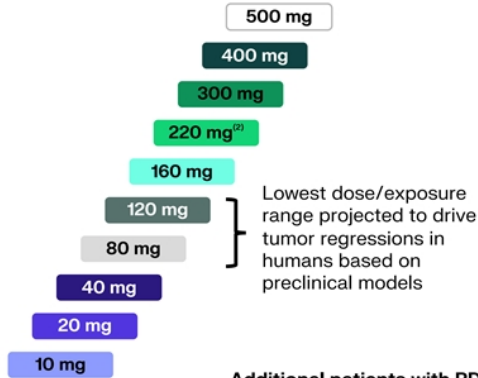 500 mg
400 mg
300 mg
220 mg(2)
160 mg
120 mg
80 mg
Lowest dose/exposure
range projected to drive
tumor regressions in
humans based on
preclinical models
40 mg
20 mg
10 mg
Additional patients with